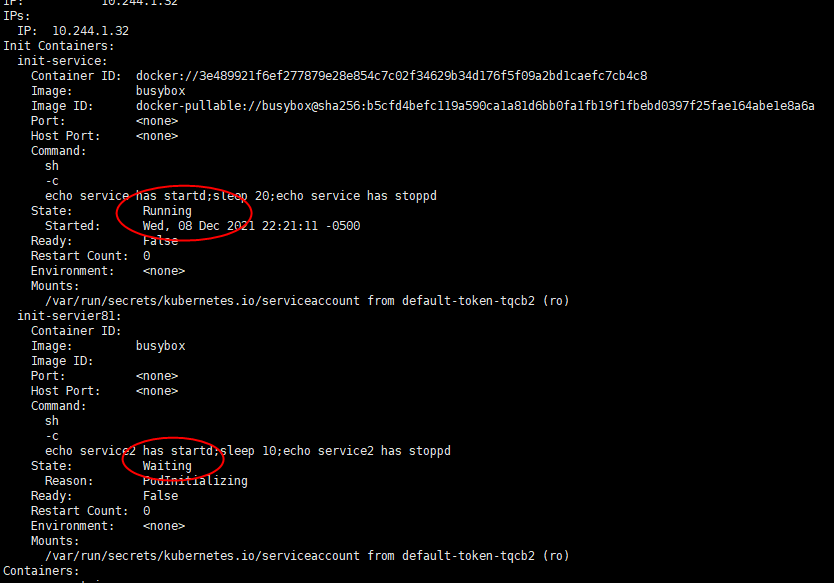 IP: 10.244.1.32
IPs:
IP: 10.244.1.32
Init Containers:
init-service:
Container ID: docker://3e489921f6ef277879e28e854c7c02f34629b34d176f5f09a2bd1caefc7cb4c8
Image: busybox
Image ID: docker-pullable://busybox@sha256:b5cfd4befc119a590ca1a81d6bb0fa1fb19f1fbebd0397f25fae164abe1e8a6a
Port: <none>
Host Port: <none>
Command:
sh
-c
echo service has startd;sleep 20;echo service has stoppd
State: Running
Started: Wed, 08 Dec 2021 22:21:11 -0500
Ready: False
Restart Count: 0
Environment: <none>
Mounts:
/var/run/secrets/kubernetes.io/serviceaccount from default-token-tqcb2 (ro)
init-servier81:
Container ID:
Image: busybox
Image ID:
Port: <none>
Host Port: <none>
Command:
sh
-c
echo service2 has startd;sleep 10;echo service2 has stoppd
State: Waiting
Reason: PodInitializing
Ready: False
Restart Count: 0
Environment: <none>
Mounts:
/var/run/secrets/kubernetes.io/serviceaccount from default-token-tqcb2 (ro)
Containers: